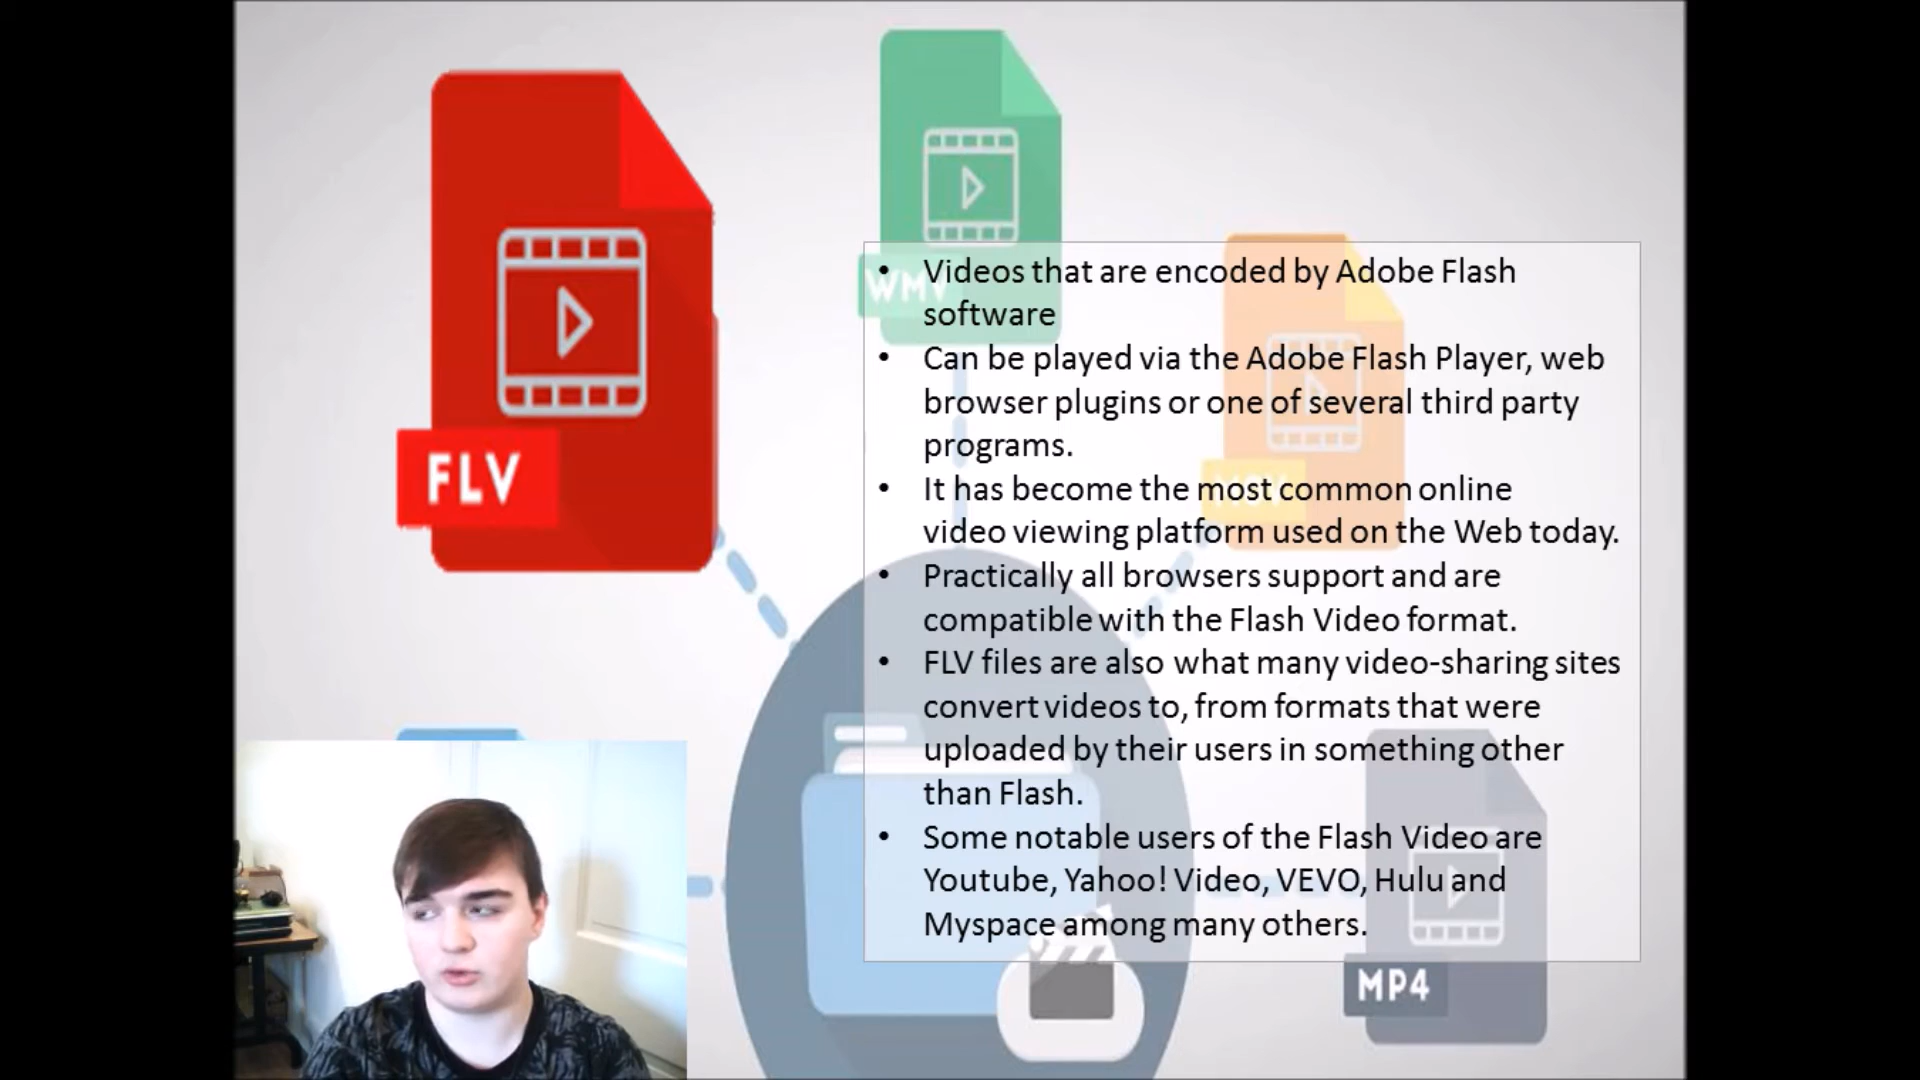 WMV
• Videos that are encoded by Adobe Flash
software
• Can be played via the Adobe Flash Player, web
browser plugins or one of several third party
programs.
FLV
• It has become the most common online
video viewing platform used on the Web today.
MOV
• Practically all browsers support and are
compatible with the Flash Video format.
• FLV files are also what many video-sharing sites
convert videos to, from formats that were
uploaded by their users in something other
than Flash.
• Some notable users of the Flash Video are
Youtube, Yahoo! Video, VEVO, Hulu and
Myspace among many others.
MP4